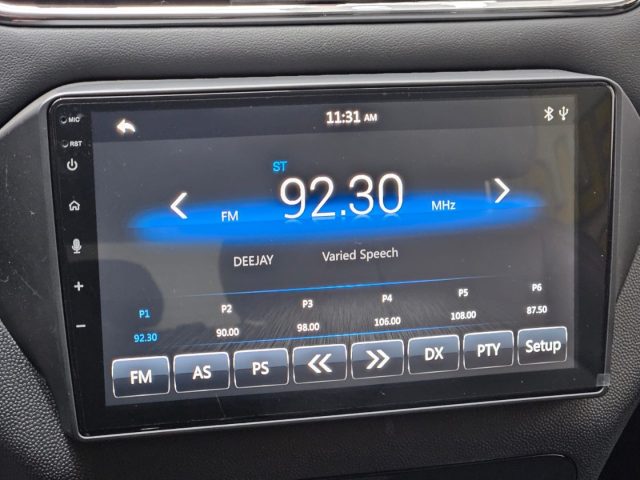 11:31 AM
MIC
RST
ST
FM 92.30 MHz
DEEJAY Varied Speech
P1 P2 P3 P4 P5 P6
92.30 90.00 98.00 106.00 108.00 87.50
FM AS PS DX PTY Setup